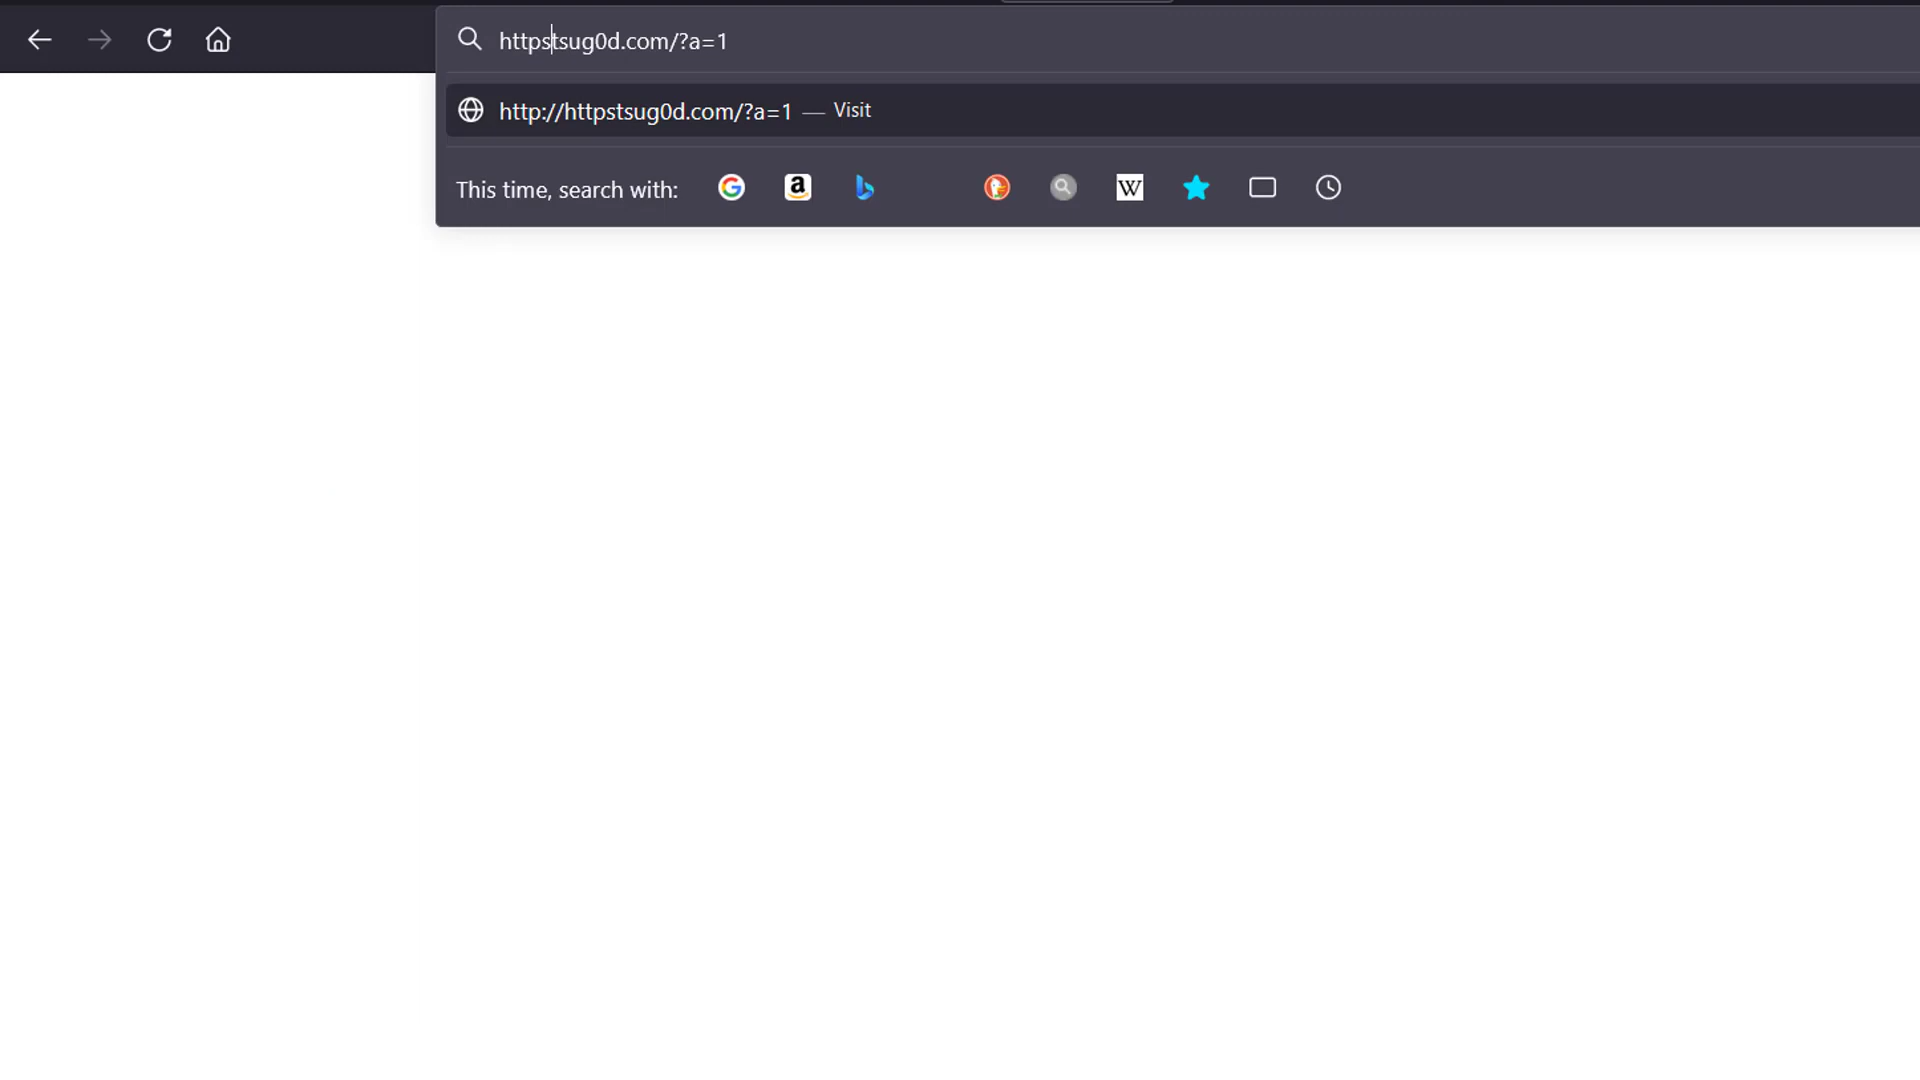 httpstsug0d.com/?a=1
http://httpstsug0d.com/?a=1 — Visit
This time, search with: